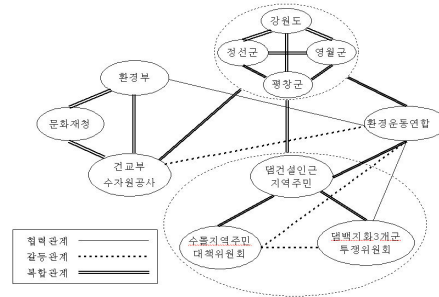 강원도
정선군
영월군
평창군
환경부
문화재청
건교부
수자원공사
환경운동연합
댐건설인근
지역주민
수몰지역주민
대책위원회
댐백지화3개군
투쟁위원회
협력관계
갈등관계
복합관계